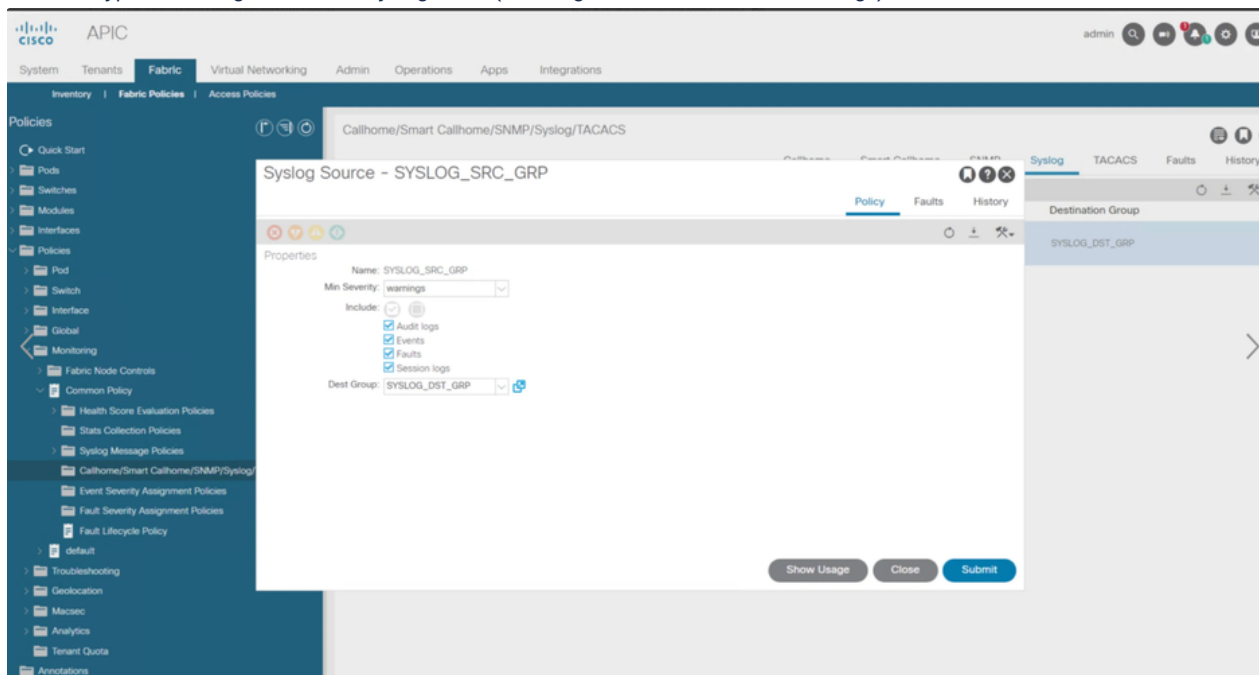 CISCO APIC admin
System Tenants Fabric Virtual Networking Admin Operations Apps Integrations
Inventory | Fabric Policies | Access Policies
Policies
Quick Start
Pods
Switches
Modules
Interfaces
Policies
Pod
Switch
Interface
Global
Monitoring
Fabric Node Controls
Common Policy
Health Score Evaluation Policies
Stats Collection Policies
Syslog Message Policies
Callhome/Smart Callhome/SNMP/Syslog/
Event Severity Assignment Policies
Fault Severity Assignment Policies
Fault Lifecycle Policy
default
Troubleshooting
Geolocation
Macsec
Analytics
Tenant Quota
Annotations
Callhome/Smart Callhome/SNMP/Syslog/TACACS
Syslog TACACS Faults History
Destination Group
SYSLOG_DST_GRP
Syslog Source - SYSLOG_SRC_GRP
Policy Faults History
Properties
Name: SYSLOG_SRC_GRP
Min Severity: warnings
Include:
Audit logs
Events
Faults
Session logs
Dest Group: SYSLOG_DST_GRP
Show Usage Close Submit